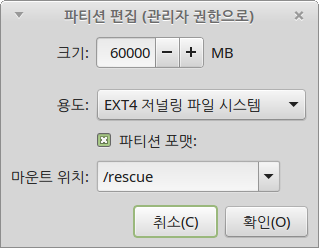 파티션 편집 (관리자 권한으로)
크기: 60000 − + MB
용도: EXT4 저널링 파일 시스템
파티션 포맷:
마운트 위치: /rescue
취소(C) 확인(O)